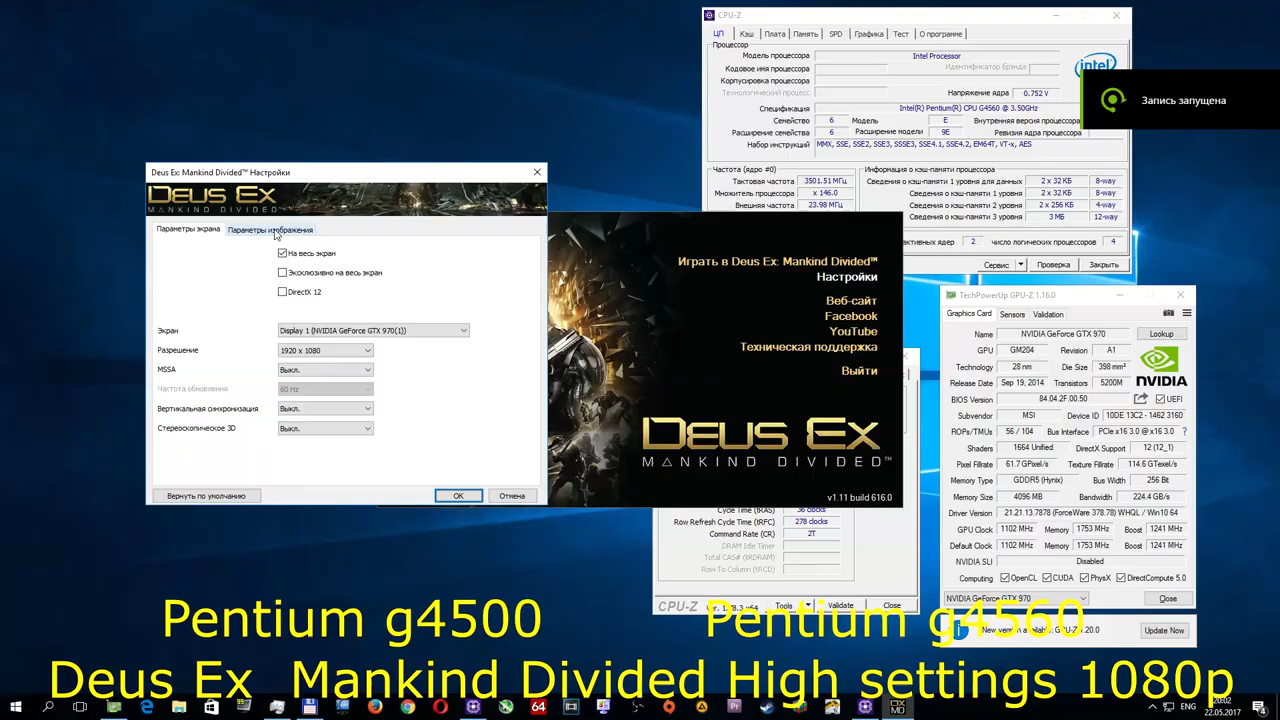 CPU-Z
ЦП Кэш Плата Память SPD Графика Тест О программе
Процессор
Модель процессора Intel Processor
Кодовое имя процессора Идентификатор брэнда
Корпусировка процессора
Технологический процесс Напряжение ядра 0.752 V
Спецификация Intel(R) Pentium(R) CPU G4560 @ 3.50GHz
Семейство 6 Модель E Внутренняя версия процессора
Расширение семейства 6 Расширение модели 9E Ревизия ядра процессора
Набор инструкций MMX, SSE, SSE2, SSE3, SSSE3, SSE4.1, SSE4.2, EM64T, VT-x, AES
intel
Запись запущена
Частота (ядро #0)
Тактовая частота 3501.51 МГц
Множитель процессора x 146.0
Внешняя частота 23.98 МГц
Информация о кэш-памяти процессора
Сведения о кэш-памяти 1 уровня для данных 2 x 32 КБ 8-way
Сведения о кэш-памяти 1 уровня 2 x 32 КБ 8-way
Сведения о кэш-памяти 2 уровня 2 x 256 КБ 4-way
Сведения о кэш-памяти 3 уровня 3 МБ 12-way
активных ядер 2 число логических процессоров 4
Сервис Проверка Закрыть
Deus Ex: Mankind Divided™ Настройки
DEUS EX
MANKIND DIVIDED™
Параметры экрана Параметры изображения
На весь экран
Эксклюзивно на весь экран
DirectX 12
Экран Display 1 (NVIDIA GeForce GTX 970(1))
Разрешение 1920 x 1080
MSSA Выкл.
Частота обновления 60 Hz
Вертикальная синхронизация Выкл.
Стереоскопическое 3D Выкл.
Вернуть по умолчанию OK Отмена
Играть в Deus Ex: Mankind Divided™
Настройки
Веб-сайт
Facebook
YouTube
Техническая поддержка
Выйти
DEUS EX
MANKIND DIVIDED™
v1.11 build 616.0
TechPowerUp GPU-Z 1.16.0
Graphics Card Sensors Validation
Name NVIDIA GeForce GTX 970 Lookup
GPU GM204 Revision A1
Technology 28 nm Die Size 398 mm²
Release Date Sep 19, 2014 Transistors 5200M
BIOS Version 84.04.2F.00.50 UEFI
NVIDIA
Subvendor MSI Device ID 10DE 13C2 - 1462 3160
ROPs/TMUs 56 / 104 Bus Interface PCIe x16 3.0 @ x16 3.0 ?
Shaders 1664 Unified DirectX Support 12 (12_1)
Pixel Fillrate 61.7 GPixel/s Texture Fillrate 114.6 GTexel/s
Memory Type GDDR5 (Hynix) Bus Width 256 Bit
Memory Size 4096 MB Bandwidth 224.4 GB/s
Driver Version 21.21.13.7878 (ForceWare 378.78) WHQL / Win10 64
GPU Clock 1102 MHz Memory 1753 MHz Boost 1241 MHz
Default Clock 1102 MHz Memory 1753 MHz Boost 1241 MHz
NVIDIA SLI Disabled
Computing OpenCL CUDA PhysX DirectCompute 5.0
NVIDIA GeForce GTX 970 Close
Update Now
Cycle Time (tRAS) 36 clocks
Row Refresh Cycle Time (tRFC) 278 clocks
Command Rate (CR) 2T
DRAM Idle Timer
Total CAS# (tRDRAM)
Row To Column (tRCD)
CPU-Z Tools Validate Close
Pentium g4500 Pentium g4560
Deus Ex Mankind Divided High settings 1080p
64 99 Pr DX MD ENG 20:02
22.05.2017